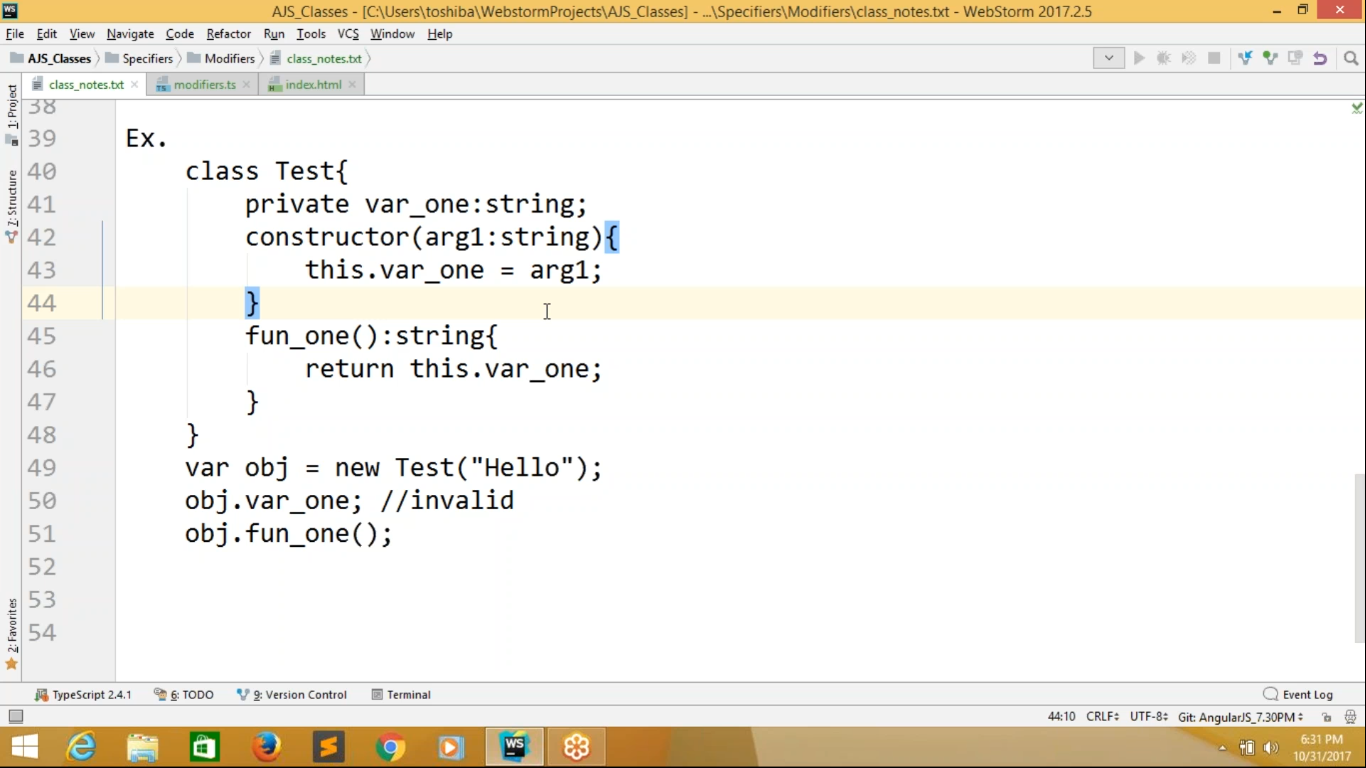 AJS_Classes - [C:\Users\toshiba\WebstormProjects\AJS_Classes] - ...\Specifiers\Modifiers\class_notes.txt - WebStorm 2017.2.5
File Edit View Navigate Code Refactor Run Tools VCS Window Help
AJS_Classes Specifiers Modifiers class_notes.txt
class_notes.txt modifiers.ts index.html
1: Project
7: Structure
2: Favorites
38
39 Ex.
40 class Test{
41 private var_one:string;
42 constructor(arg1:string){
43 this.var_one = arg1;
44 }
45 fun_one():string{
46 return this.var_one;
47 }
48 }
49 var obj = new Test("Hello");
50 obj.var_one; //invalid
51 obj.fun_one();
52
53
54
TypeScript 2.4.1 6: TODO 9: Version Control Terminal Event Log
44:10 CRLF UTF-8 Git: AngularJS_7.30PM
WS
6:31 PM
10/31/2017